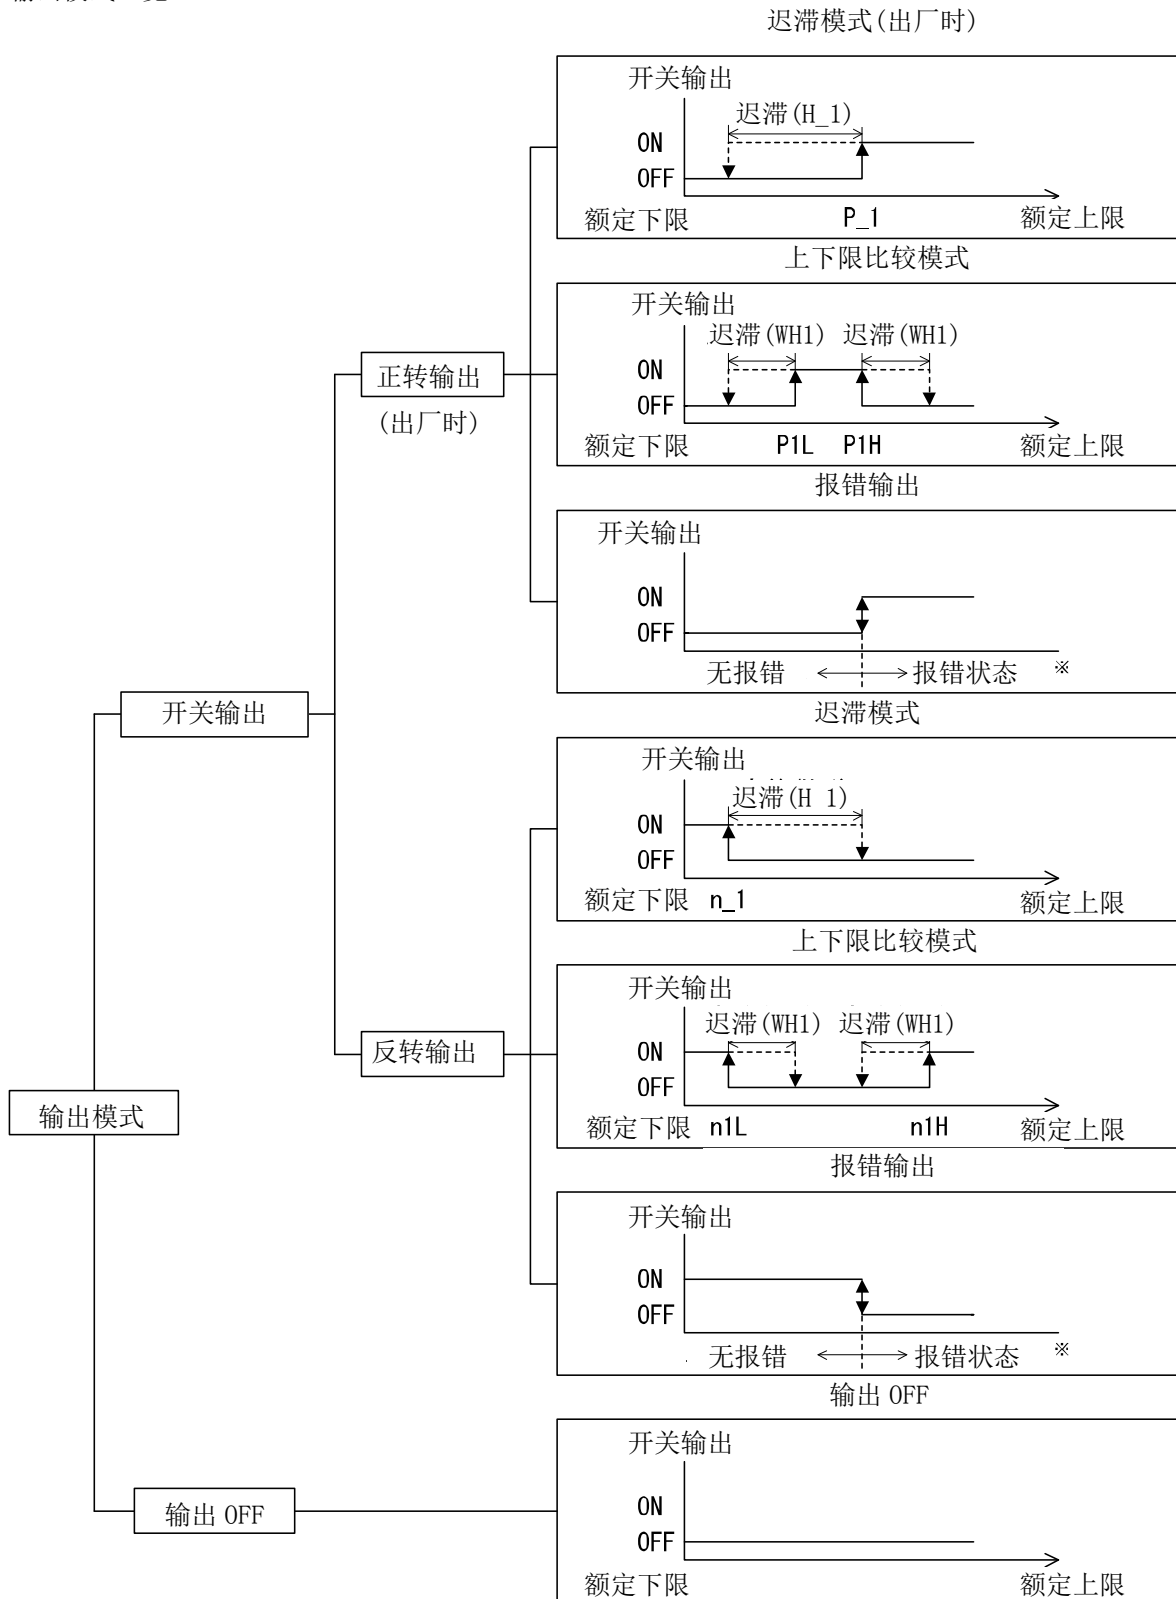 迟滞模式(出厂时)
开关输出
迟滞(H_1)
ON
OFF
额定下限 P_1 额定上限
上下限比较模式
开关输出
迟滞(WH1) 迟滞(WH1)
ON
OFF
额定下限 P1L P1H 额定上限
正转输出
(出厂时)
报错输出
开关输出
ON
OFF
无报错 报错状态 ※
开关输出
迟滞模式
开关输出
迟滞(H 1)
ON
OFF
额定下限 n_1 额定上限
上下限比较模式
开关输出
迟滞(WH1) 迟滞(WH1)
ON
OFF
额定下限 n1L n1H 额定上限
反转输出
输出模式
报错输出
开关输出
ON
OFF
无报错 报错状态 ※
输出 OFF
开关输出
ON
OFF
额定下限 额定上限
输出 OFF